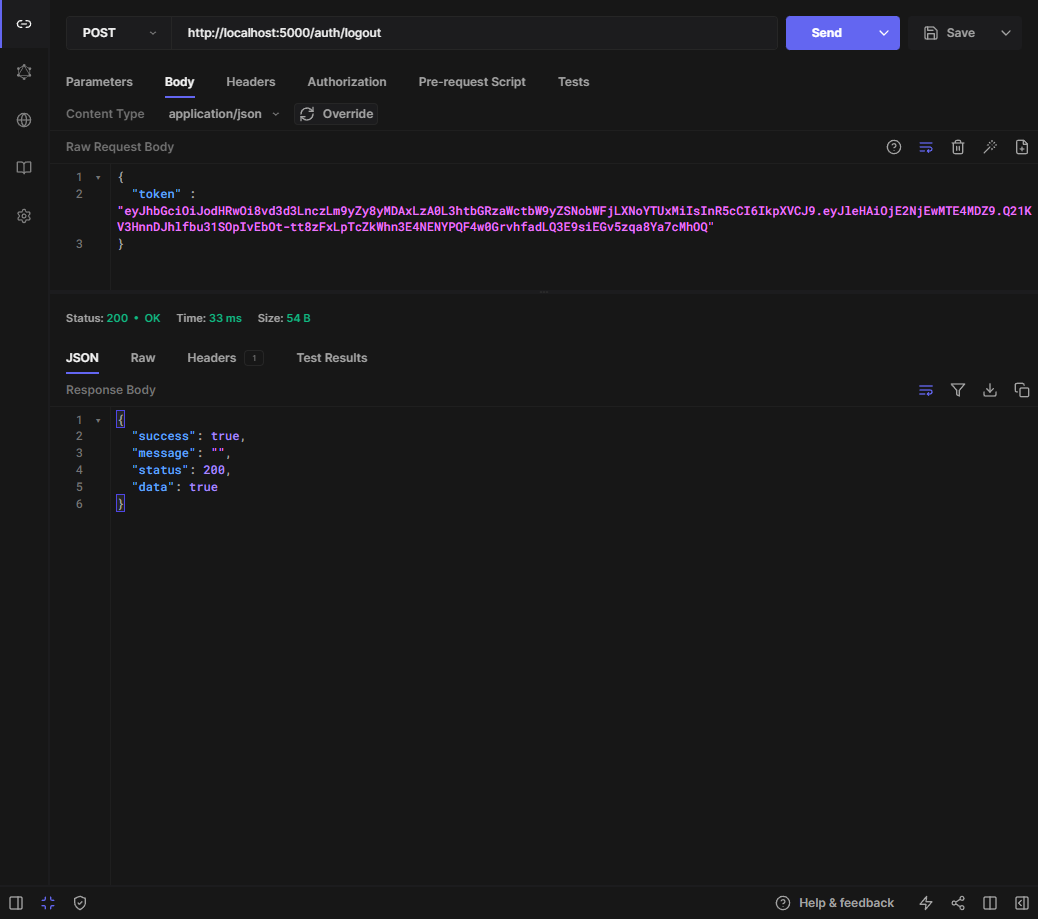 POST http://localhost:5000/auth/logout Send Save
Parameters Body Headers Authorization Pre-request Script Tests
Content Type application/json Override
Raw Request Body
1 {
2 "token" :
"eyJhbGciOiJodHRwOi8vd3d3LnczLm9yZy8yMDAxLzA0L3htbGRzaWctbW9yZSNobWFjLXNoYTUxMiIsInR5cCI6IkpXVCJ9.eyJleHAiOjE2NjEwMTE4MDZ9.Q21K
V3HnnDJhlfbu31SOpIvEbOt-tt8zFxLpTcZkWhn3E4NENYPQF4w0GrvhfadLQ3E9siEGv5zqa8Ya7cMhOQ"
3 }
Status: 200 • OK Time: 33 ms Size: 54 B
JSON Raw Headers 1 Test Results
Response Body
1 {
2 "success": true,
3 "message": "",
4 "status": 200,
5 "data": true
6 }
Help & feedback